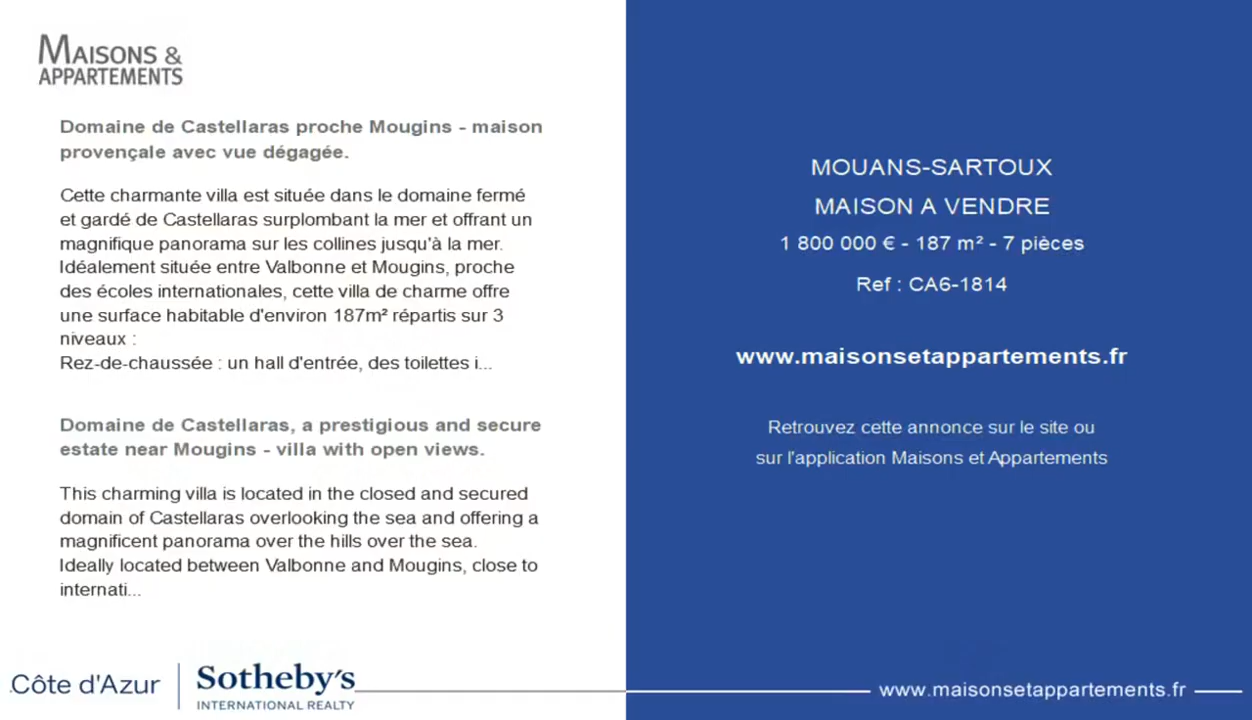 MAISONS &
APPARTEMENTS
Domaine de Castellaras proche Mougins - maison
provençale avec vue dégagée.
Cette charmante villa est située dans le domaine fermé
et gardé de Castellaras surplombant la mer et offrant un
magnifique panorama sur les collines jusqu'à la mer.
Idéalement située entre Valbonne et Mougins, proche
des écoles internationales, cette villa de charme offre
une surface habitable d'environ 187m² répartis sur 3
niveaux :
Rez-de-chaussée : un hall d'entrée, des toilettes i...
Domaine de Castellaras, a prestigious and secure
estate near Mougins - villa with open views.
This charming villa is located in the closed and secured
domain of Castellaras overlooking the sea and offering a
magnificent panorama over the hills over the sea.
Ideally located between Valbonne and Mougins, close to
internati...
Côte d'Azur
Sotheby's
INTERNATIONAL REALTY
MOUANS-SARTOUX
MAISON A VENDRE
1 800 000 € - 187 m² - 7 pièces
Ref : CA6-1814
www.maisonsetappartements.fr
Retrouvez cette annonce sur le site ou
sur l'application Maisons et Appartements
www.maisonsetappartements.fr